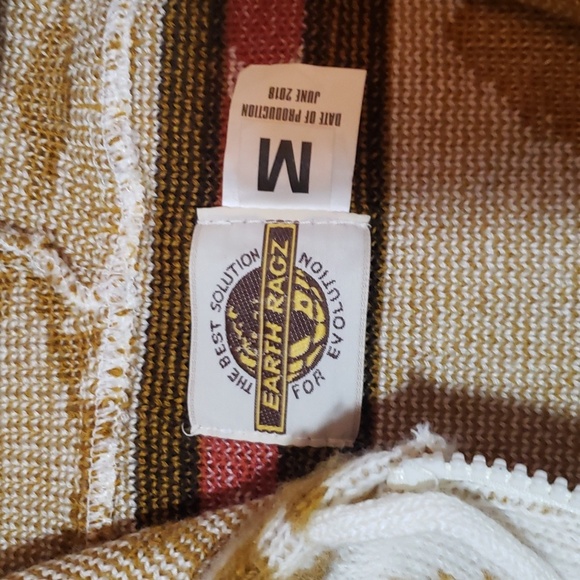 M
DATE OF PRODUCTION
JUNE 2018
THE BEST SOLUTION
EARTH RAGZ
FOR EVOLUTION